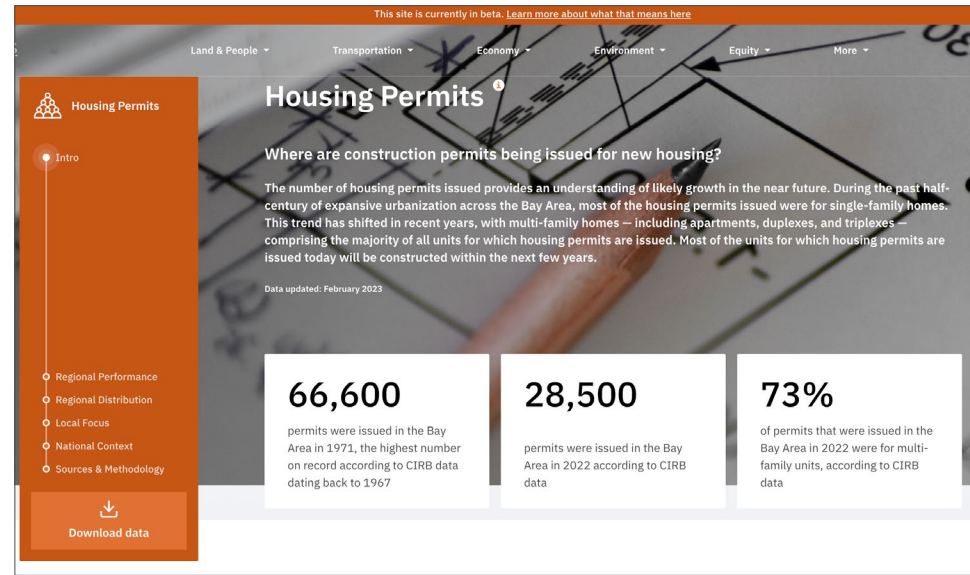 This site is currently in beta. Learn more about what that means here
Land & People
Transportation
Economy
Environment
Equity
More
Housing Permits
Intro
Regional Performance
Regional Distribution
Local Focus
National Context
Sources & Methodology
Download data
Housing Permits
Where are construction permits being issued for new housing?
The number of housing permits issued provides an understanding of likely growth in the near future. During the past half-
century of expansive urbanization across the Bay Area, most of the housing permits issued were for single-family homes.
This trend has shifted in recent years, with multi-family homes — including apartments, duplexes, and triplexes —
comprising the majority of all units for which housing permits are issued. Most of the units for which housing permits are
issued today will be constructed within the next few years.
Data updated: February 2023
66,600
permits were issued in the Bay
Area in 1971, the highest number
on record according to CIRB data
dating back to 1967
28,500
permits were issued in the Bay
Area in 2022 according to CIRB
data
73%
of permits that were issued in the
Bay Area in 2022 were for multi-
family units, according to CIRB
data